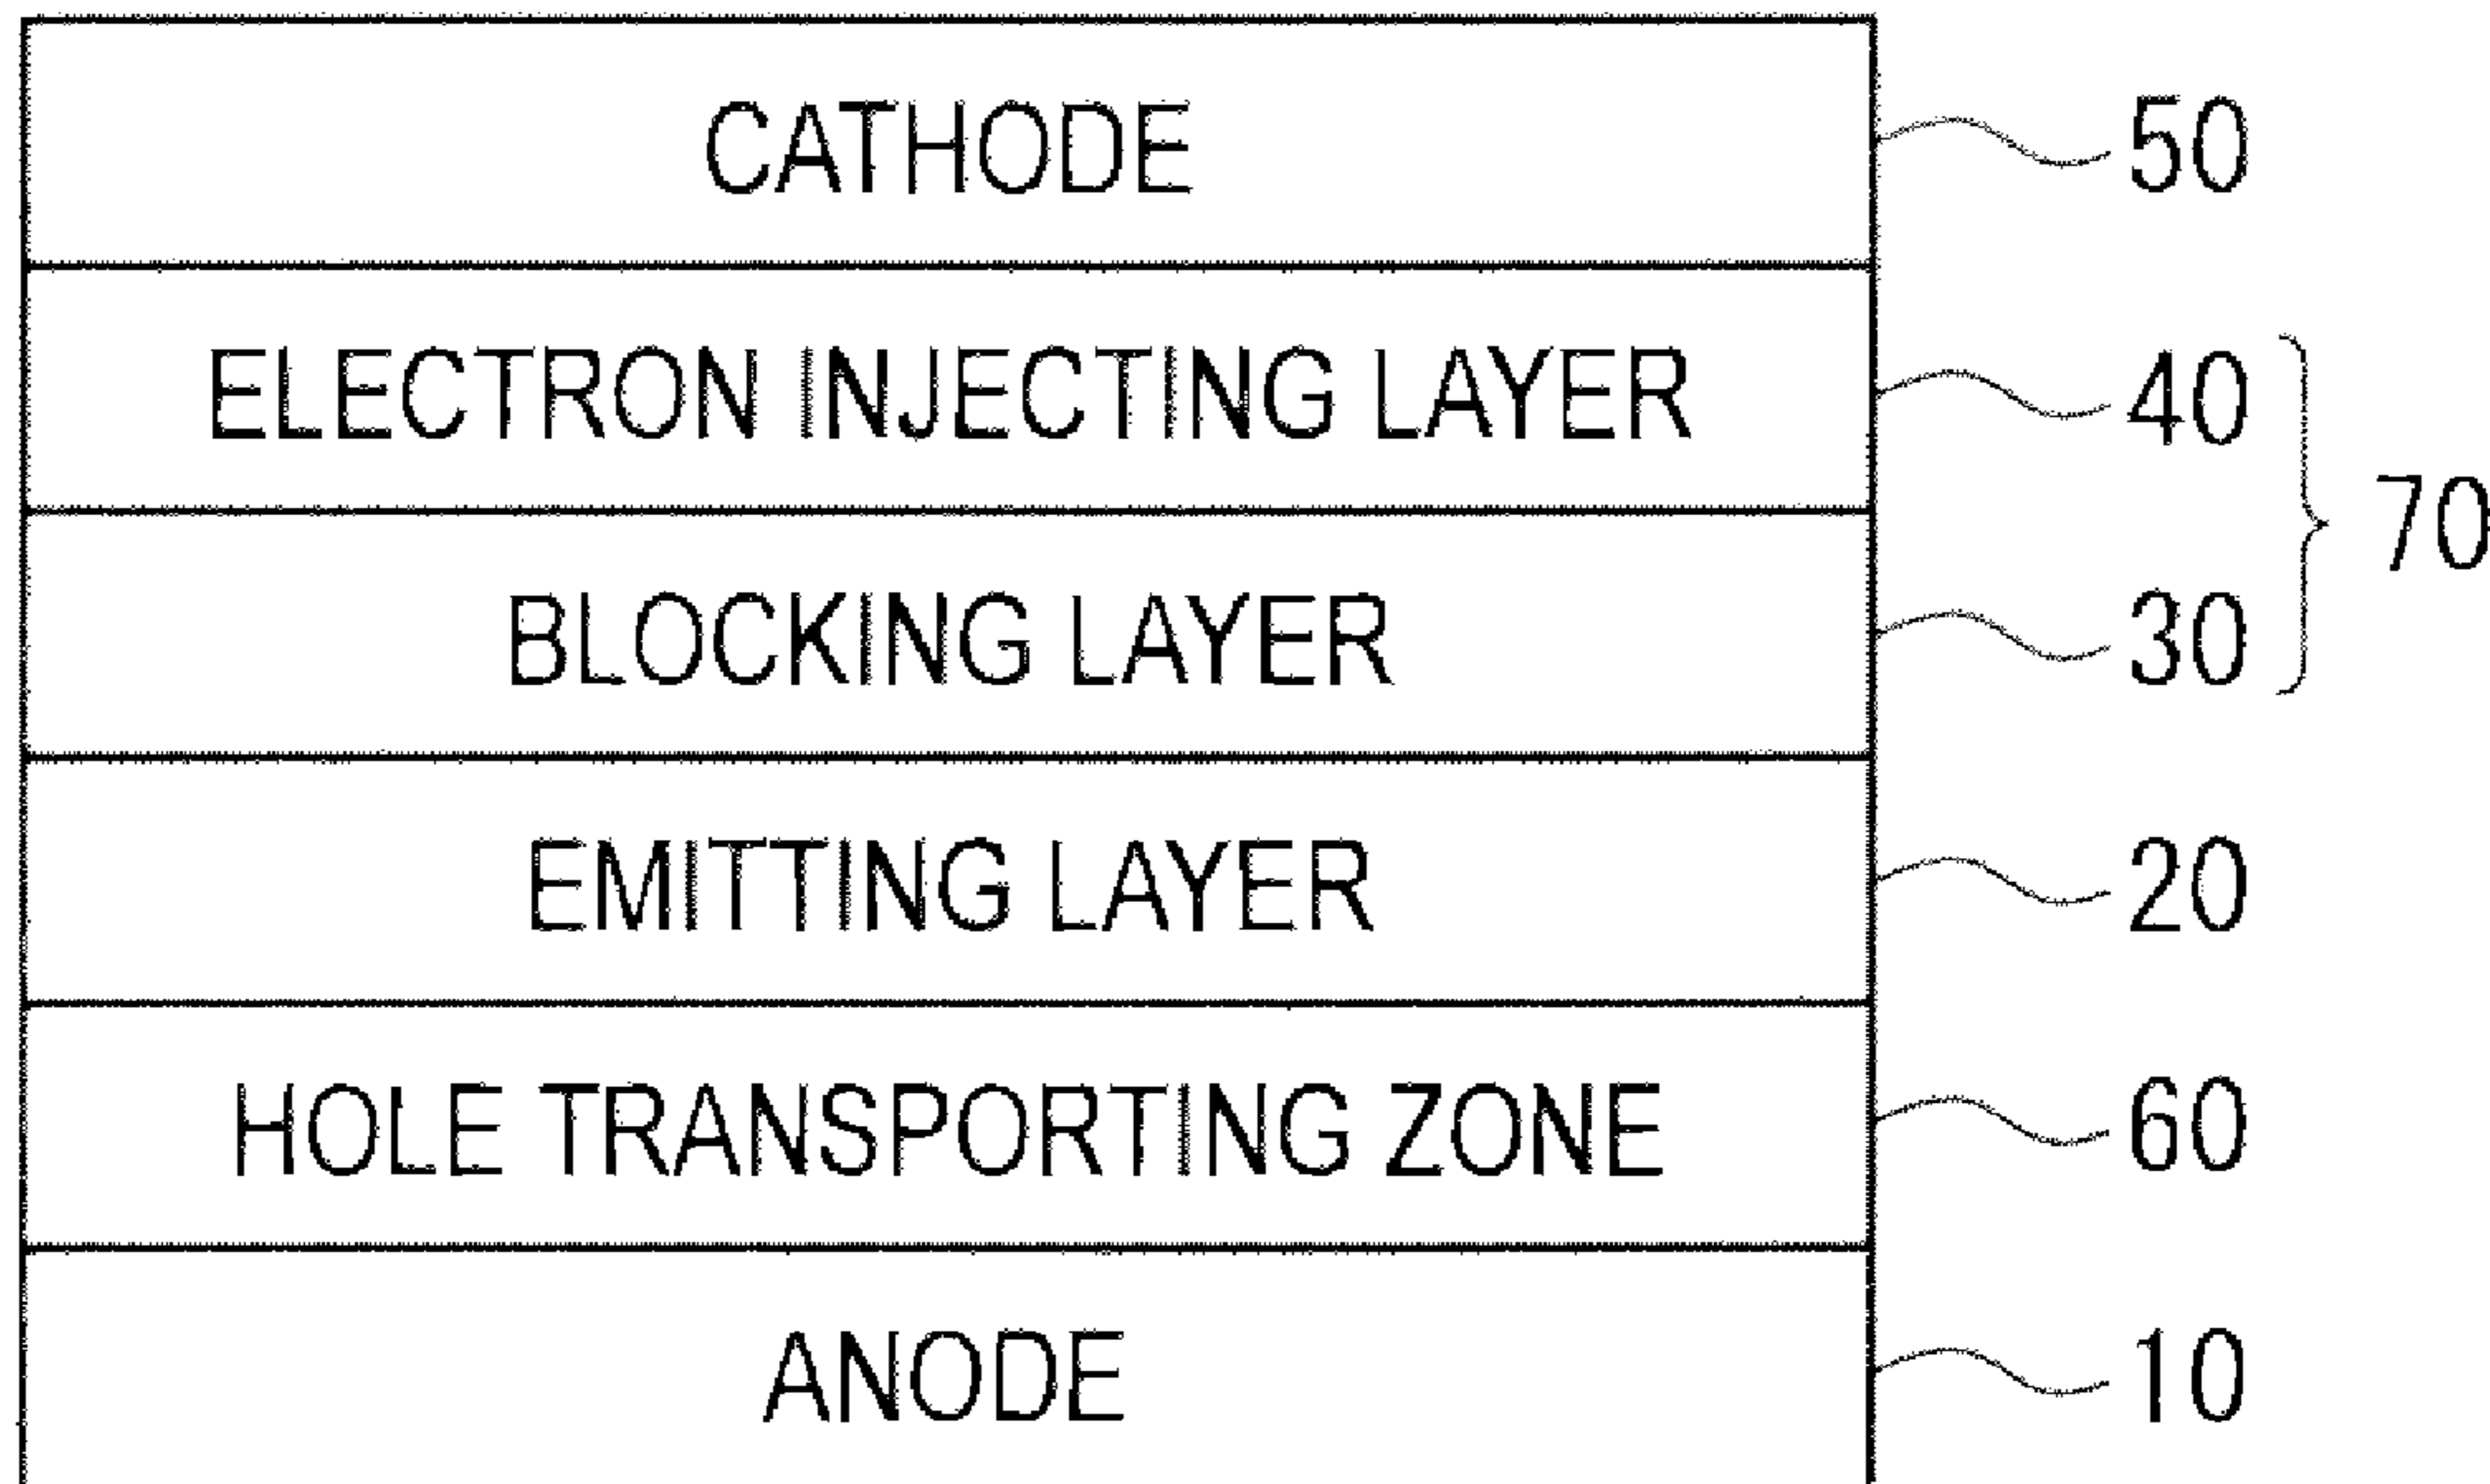 CATHODE 50
ELECTRON INJECTING LAYER 40
70
BLOCKING LAYER 30
EMITTING LAYER 20
HOLE TRANSPORTING ZONE 60
ANODE 10